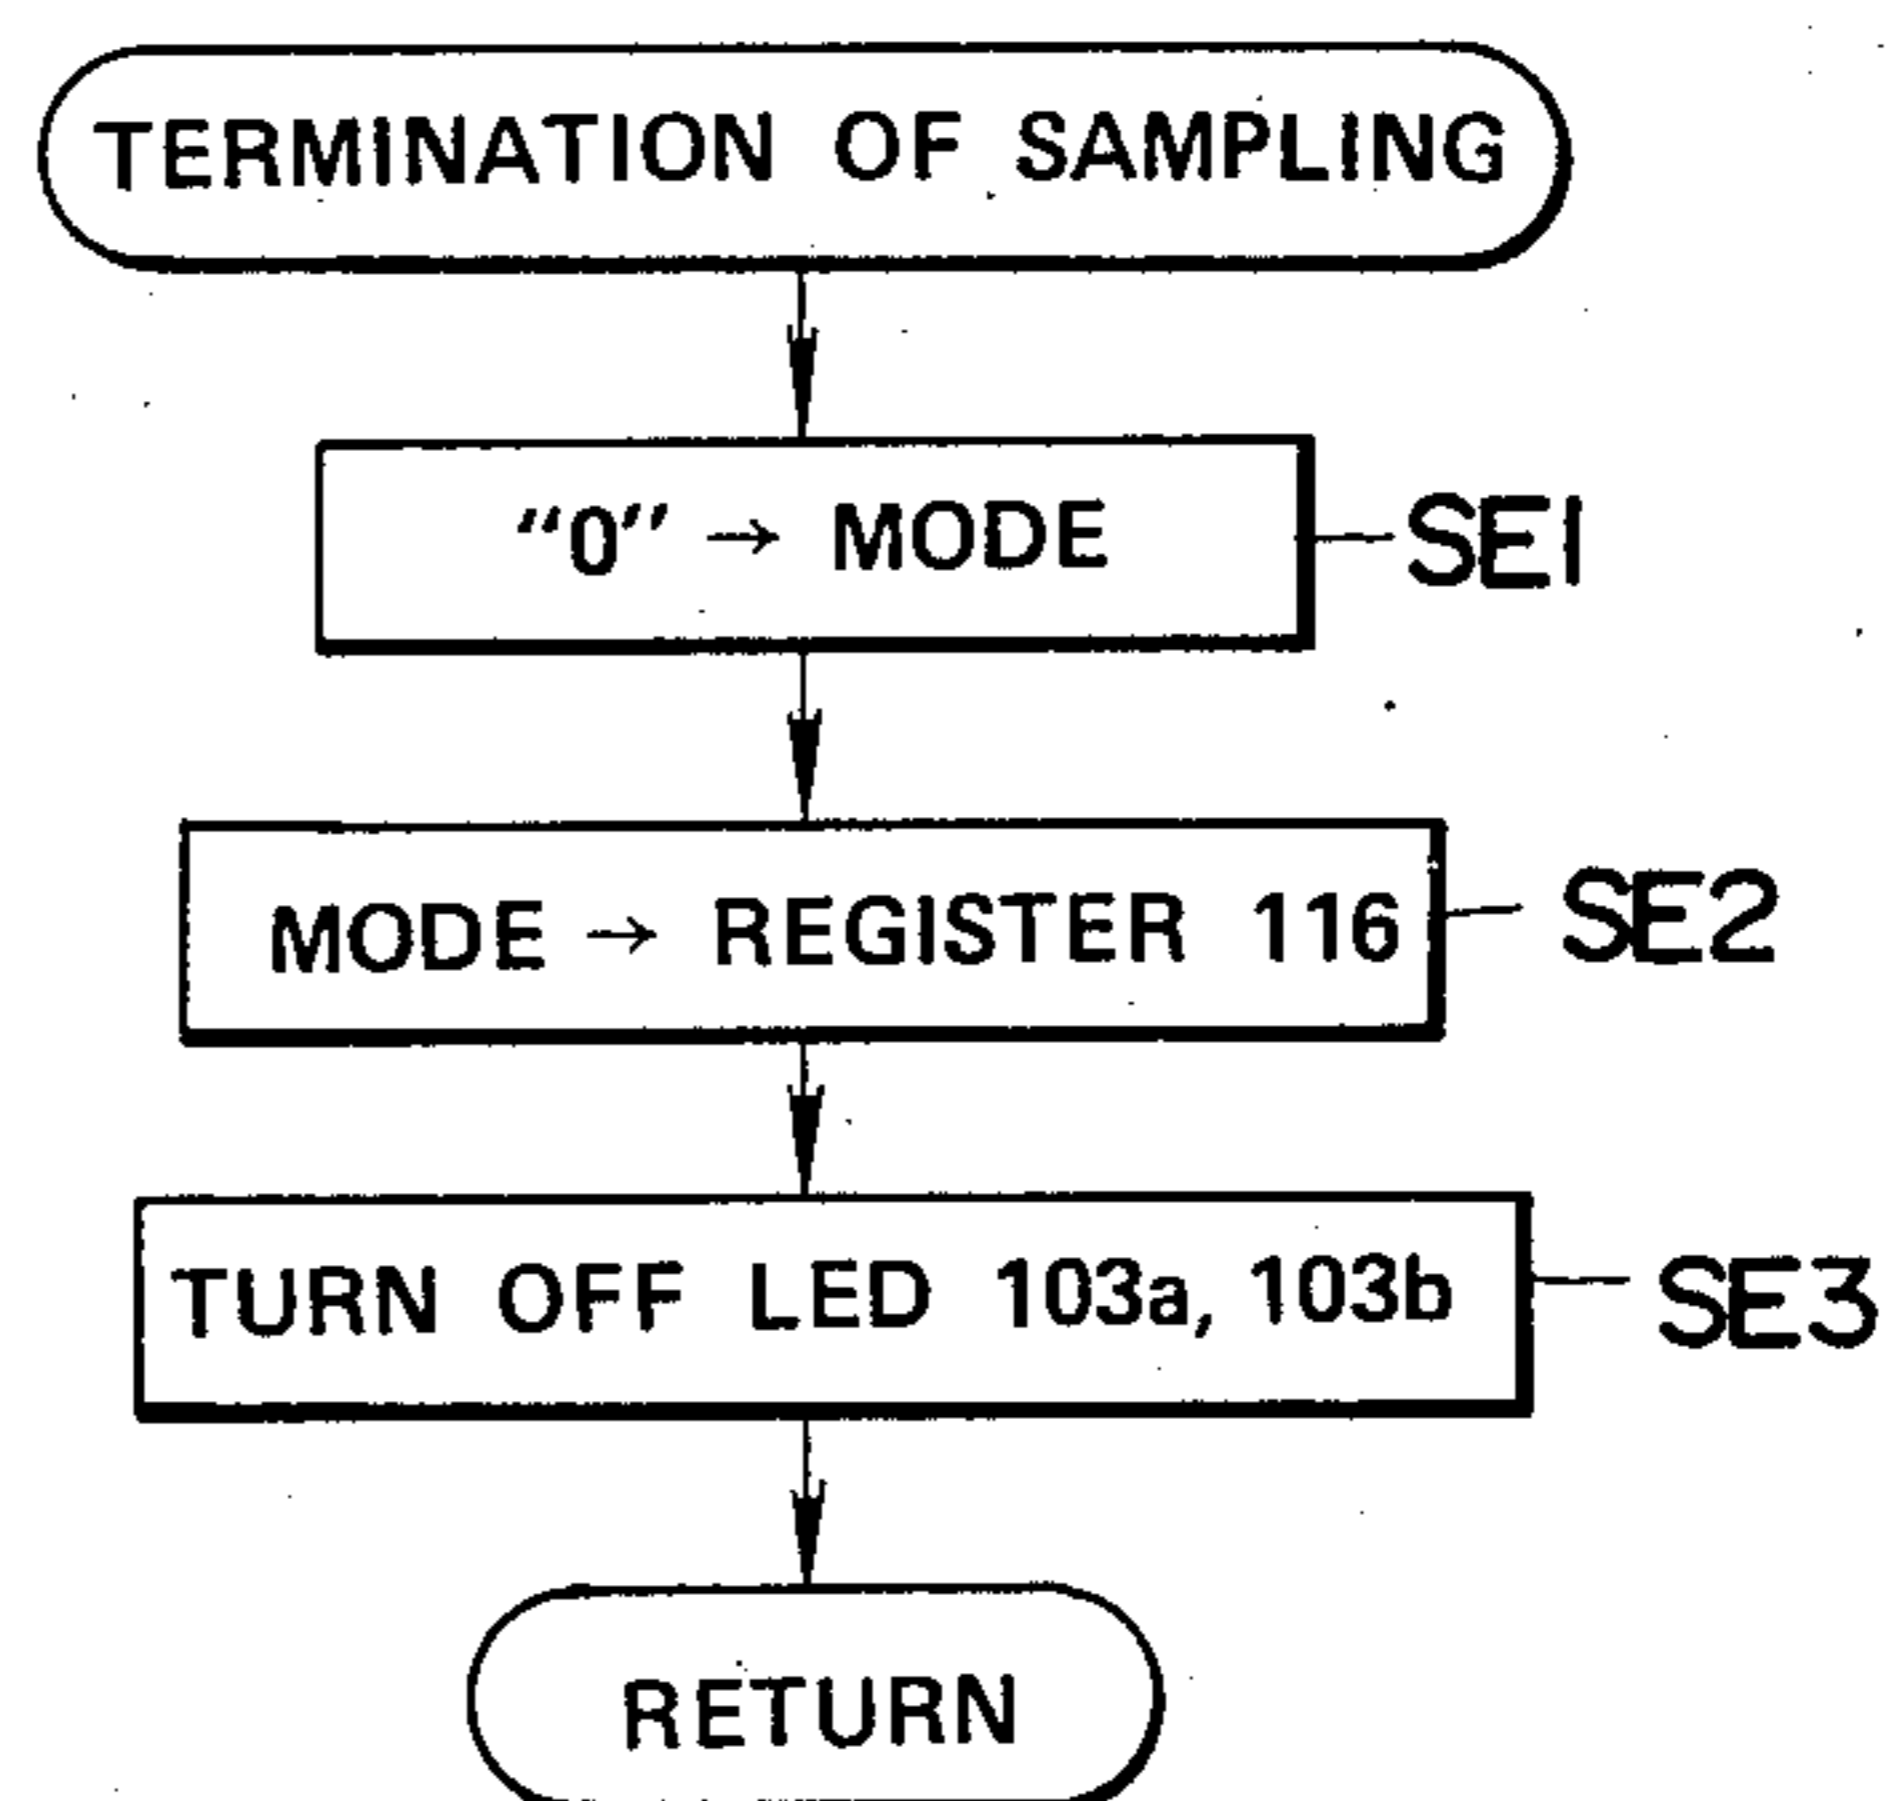 TERMINATION OF SAMPLING
“0” → MODE
SE1
MODE → REGISTER 116
SE2
TURN OFF LED 103a, 103b
SE3
RETURN